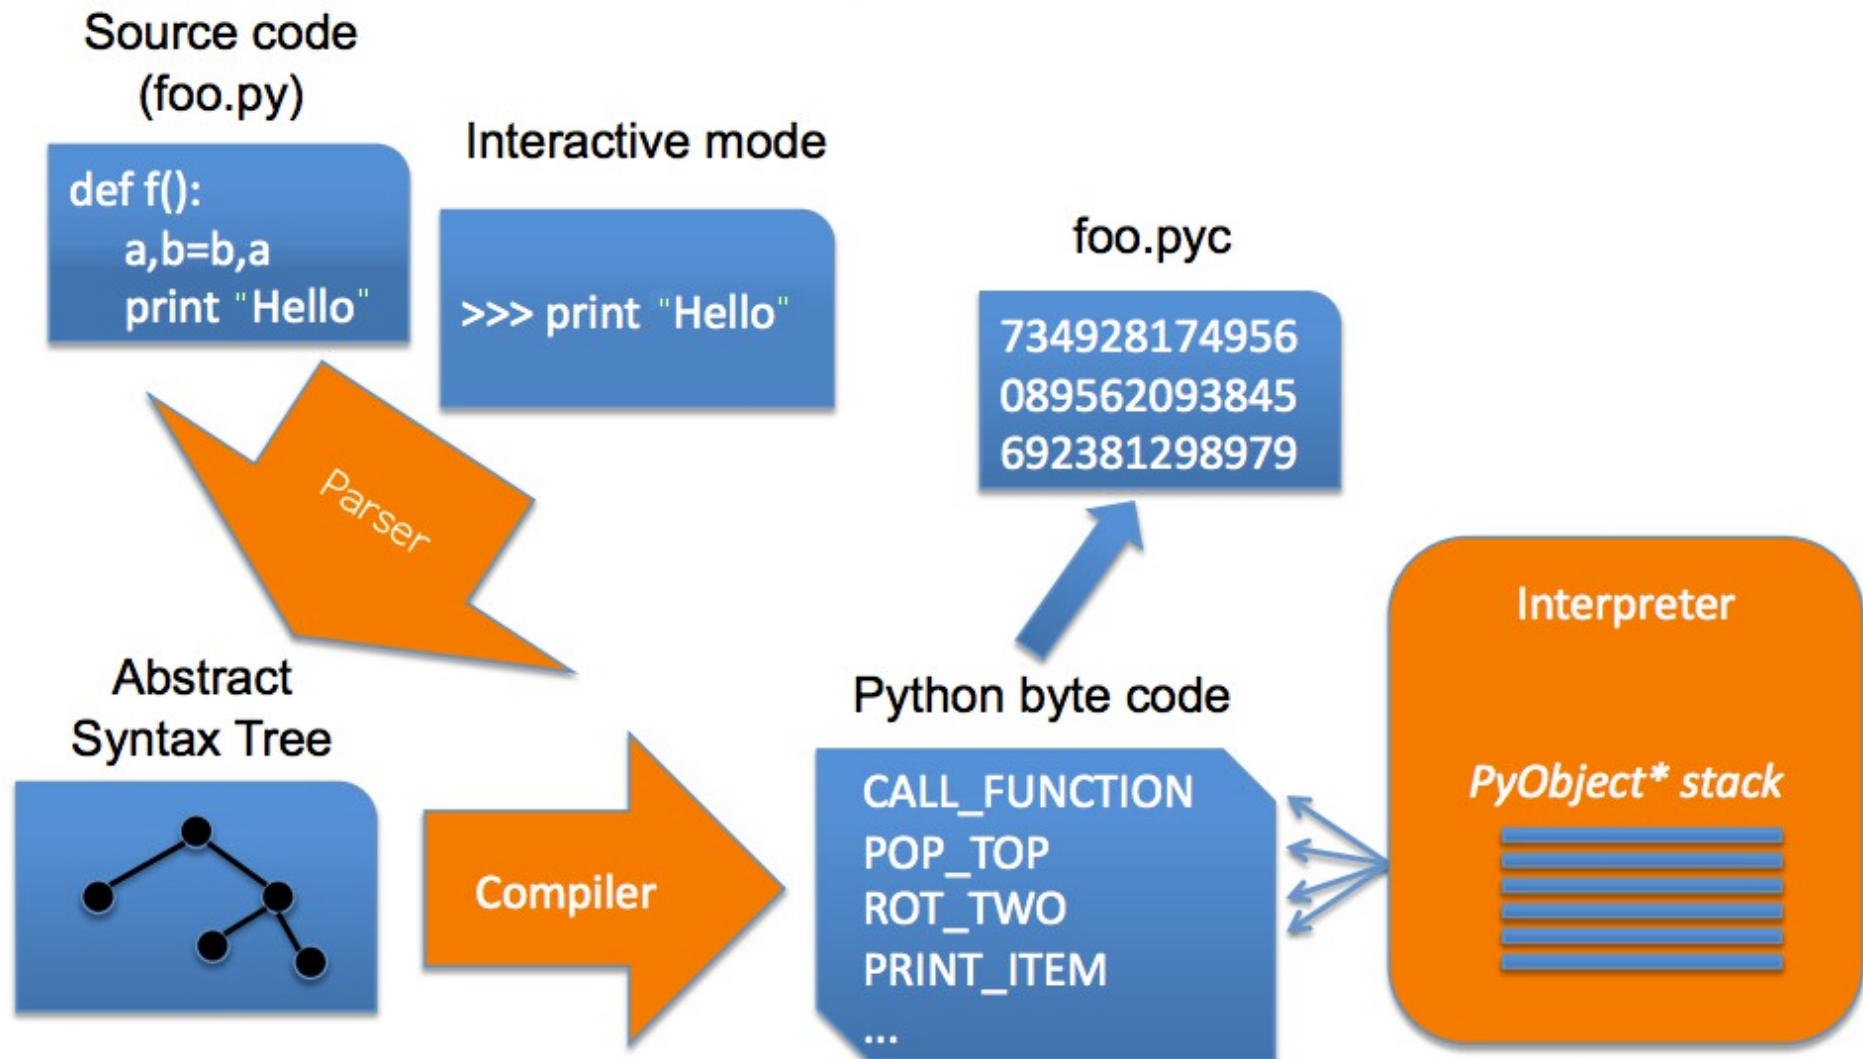 Source code
(foo.py)
def f():
a,b=b,a
print "Hello"
Interactive mode
>>> print "Hello"
foo.pyc
734928174956
089562093845
692381298979
Parser
Abstract
Syntax Tree
Compiler
Python byte code
CALL_FUNCTION
POP_TOP
ROT_TWO
PRINT_ITEM
...
Interpreter
PyObject* stack